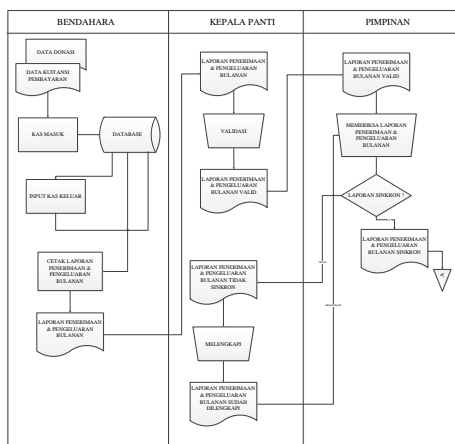 BENDAHARA
KEPALA PANTI
PIMPINAN
DATA DONASI
DATA KUITANSI
PEMBAYARAN
KAS MASUK
DATABASE
INPUT KAS KELUAR
CETAK LAPORAN
PENERIMAAN &
PENGELUARAN
BULANAN
LAPORAN PENERIMAAN
& PENGELUARAN
BULANAN
LAPORAN PENERIMAAN
& PENGELUARAN
BULANAN
VALIDASI
LAPORAN PENERIMAAN
& PENGELUARAN
BULANAN VALID
LAPORAN PENERIMAAN
& PENGELUARAN
BULANAN TIDAK
SINKRON
MELENGKAPI
LAPORAN PENERIMAAN
& PENGELUARAN
BULANAN SUDAH
DILENGKAPI
LAPORAN PENERIMAAN
& PENGELUARAN
BULANAN VALID
MEMERIKSA LAPORAN
PENERIMAAN &
PENGELUARAN
BULANAN
LAPORAN SINKRON ?
LAPORAN PENERIMAAN
& PENGELUARAN
BULANAN SINKRON
A